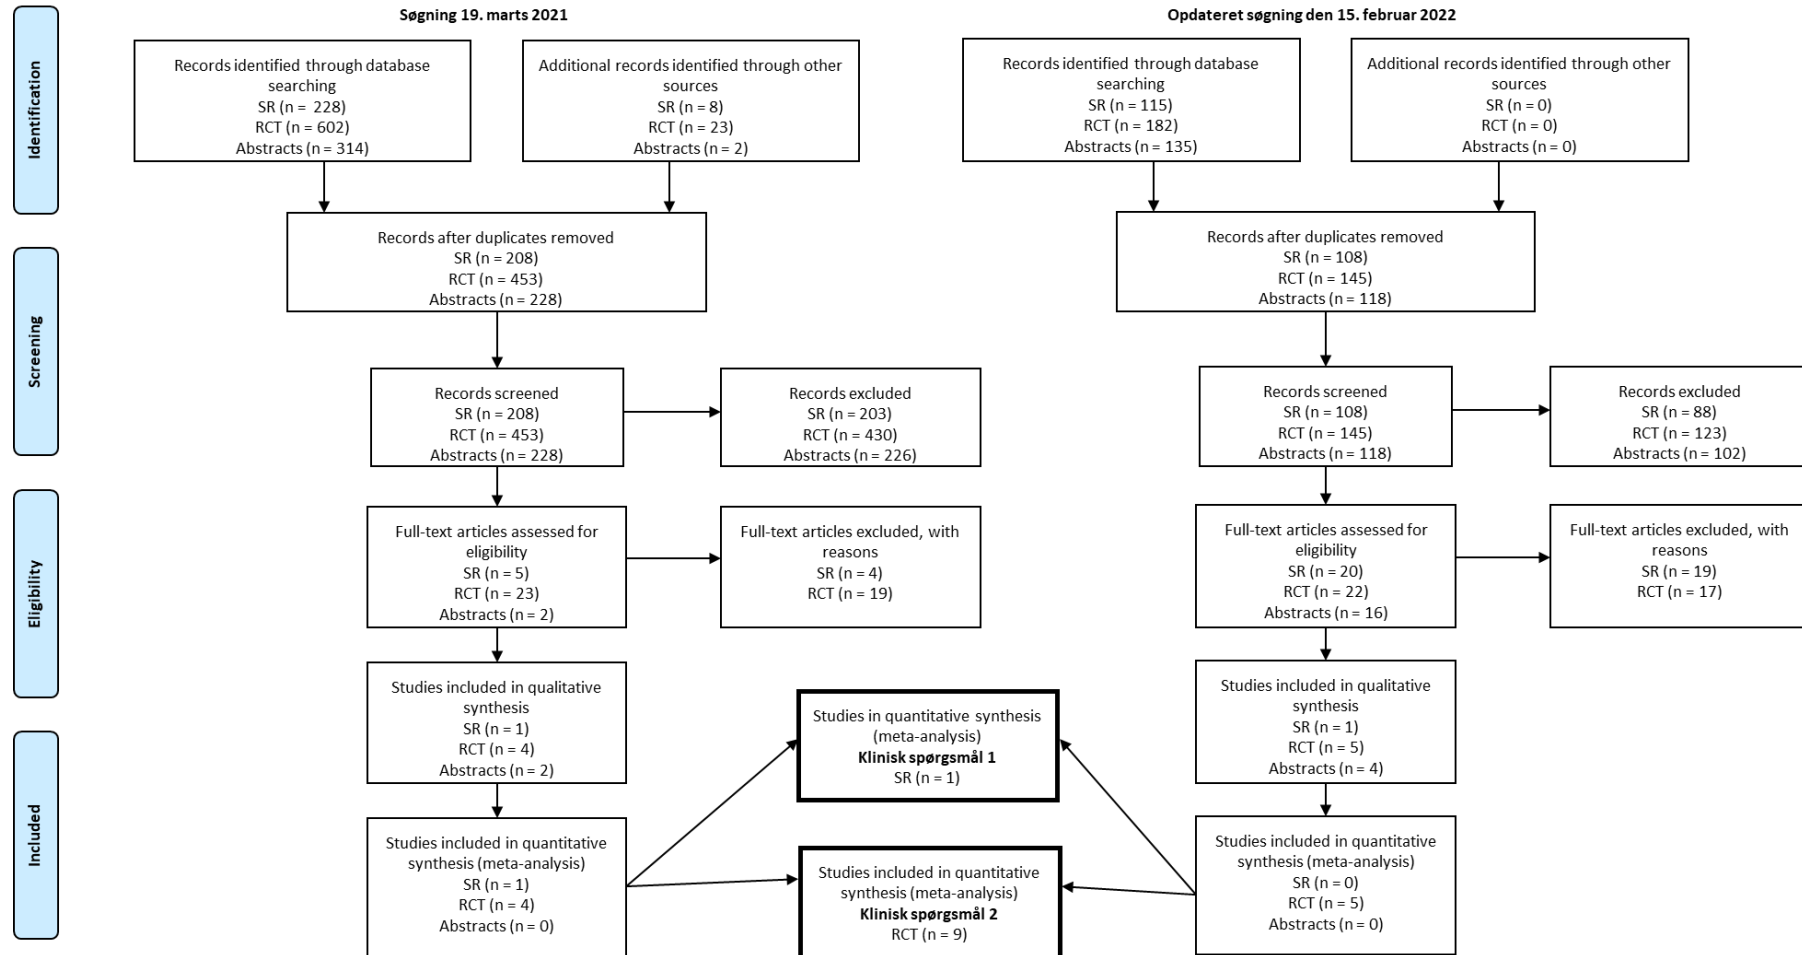 Søgning 19. marts 2021
Opdateret søgning den 15. februar 2022
Identification
Records identified through database
searching
SR (n = 228)
RCT (n = 602)
Abstracts (n = 314)
Additional records identified through other
sources
SR (n = 8)
RCT (n = 23)
Abstracts (n = 2)
Records identified through database
searching
SR (n = 115)
RCT (n = 182)
Abstracts (n = 135)
Additional records identified through other
sources
SR (n = 0)
RCT (n = 0)
Abstracts (n = 0)
Records after duplicates removed
SR (n = 208)
RCT (n = 453)
Abstracts (n = 228)
Records after duplicates removed
SR (n = 108)
RCT (n = 145)
Abstracts (n = 118)
Screening
Records screened
SR (n = 208)
RCT (n = 453)
Abstracts (n = 228)
Records excluded
SR (n = 203)
RCT (n = 430)
Abstracts (n = 226)
Records screened
SR (n = 108)
RCT (n = 145)
Abstracts (n = 118)
Records excluded
SR (n = 88)
RCT (n = 123)
Abstracts (n = 102)
Eligibility
Full-text articles assessed for
eligibility
SR (n = 5)
RCT (n = 23)
Abstracts (n = 2)
Full-text articles excluded, with
reasons
SR (n = 4)
RCT (n = 19)
Full-text articles assessed for
eligibility
SR (n = 20)
RCT (n = 22)
Abstracts (n = 16)
Full-text articles excluded, with
reasons
SR (n = 19)
RCT (n = 17)
Studies included in qualitative
synthesis
SR (n = 1)
RCT (n = 4)
Abstracts (n = 2)
Studies in quantitative synthesis
(meta-analysis)
Klinisk spørgsmål 1
SR (n = 1)
Studies included in qualitative
synthesis
SR (n = 1)
RCT (n = 5)
Abstracts (n = 4)
Included
Studies included in quantitative
synthesis (meta-analysis)
SR (n = 1)
RCT (n = 4)
Abstracts (n = 0)
Studies included in quantitative
synthesis (meta-analysis)
Klinisk spørgsmål 2
RCT (n = 9)
Studies included in quantitative
synthesis (meta-analysis)
SR (n = 0)
RCT (n = 5)
Abstracts (n = 0)